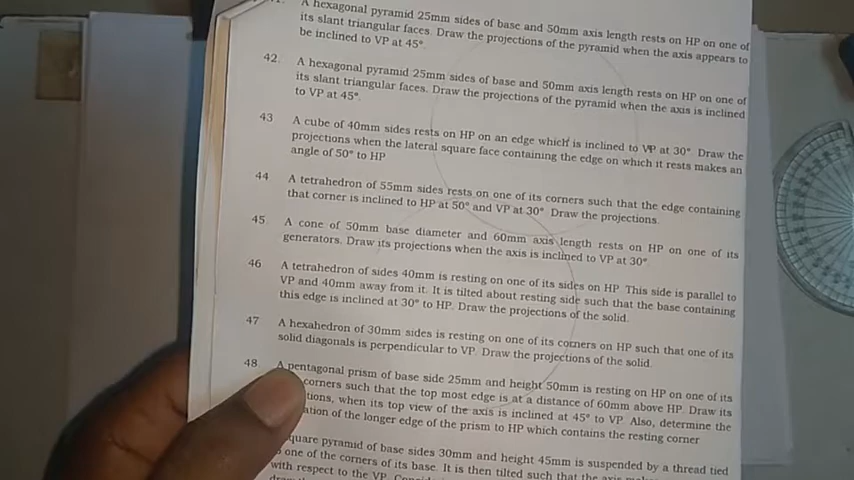 A hexagonal pyramid 25mm sides of base and 50mm axis length rests on HP on one of
its slant triangular faces. Draw the projections of the pyramid when the axis appears to
be inclined to VP at 45°.
42. A hexagonal pyramid 25mm sides of base and 50mm axis length rests on HP on one of
its slant triangular faces. Draw the projections of the pyramid when the axis is inclined
to VP at 45°.
43 A cube of 40mm sides rests on HP on an edge which is inclined to VP at 30° Draw the
projections when the lateral square face containing the edge on which it rests makes an
angle of 50° to HP
44 A tetrahedron of 55mm sides rests on one of its corners such that the edge containing
that corner is inclined to HP at 50° and VP at 30° Draw the projections.
45. A cone of 50mm base diameter and 60mm axis length rests on HP on one of its
generators. Draw its projections when the axis is inclined to VP at 30°.
46 A tetrahedron of sides 40mm is resting on one of its sides on HP This side is parallel to
VP and 40mm away from it. It is tilted about resting side such that the base containing
this edge is inclined at 30° to HP. Draw the projections of the solid.
47 A hexahedron of 30mm sides is resting on one of its corners on HP such that one of its
solid diagonals is perpendicular to VP. Draw the projections of the solid.
48 A pentagonal prism of base side 25mm and height 50mm is resting on HP on one of its
corners such that the top most edge is at a distance of 60mm above HP. Draw its
tions, when its top view of the axis is inclined at 45° to VP Also, determine the
ation of the longer edge of the prism to HP which contains the resting corner
quare pyramid of base sides 30mm and height 45mm is suspended by a thread tied
one of the corners of its base. It is then tilted such that the axis
with respect to the VP.